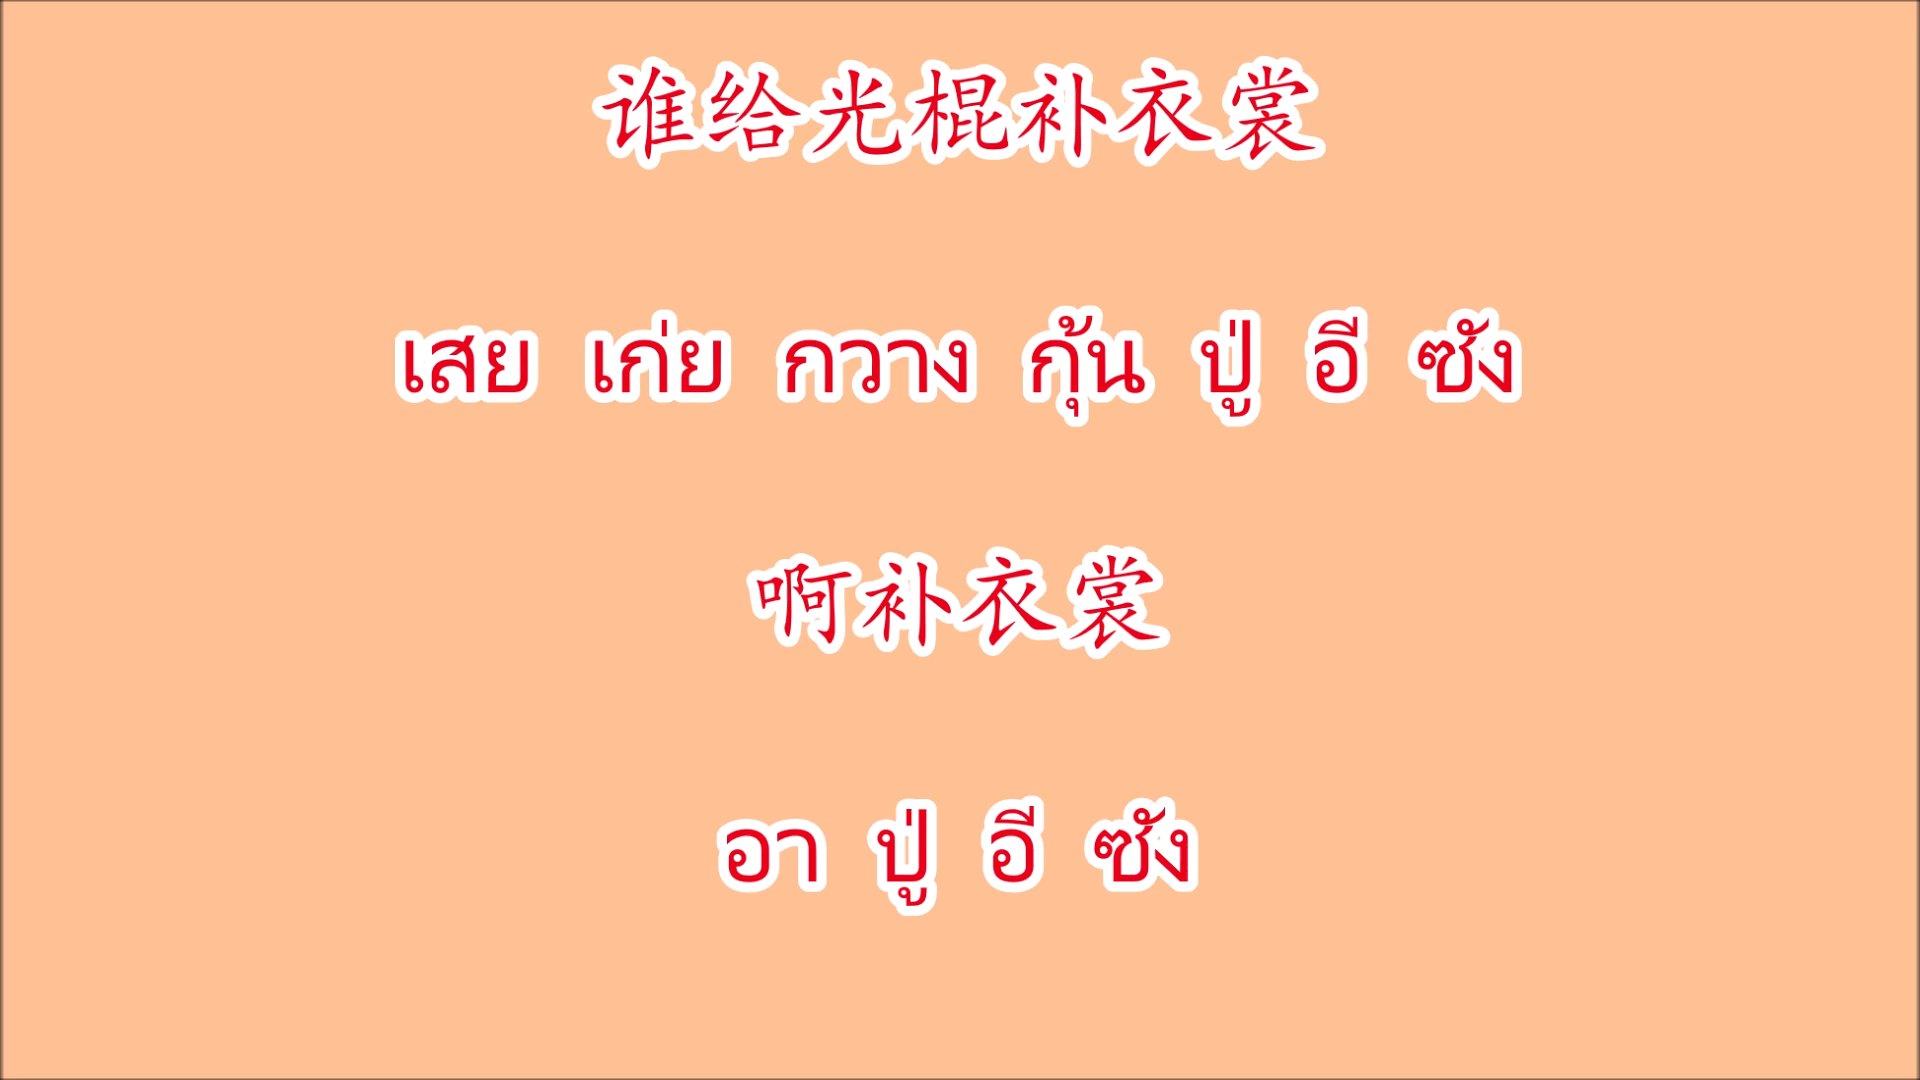 谁给光棍补衣裳
เสย เก่ย กวาง กุ้น ปู่ อี ซัง
啊补衣裳
อา ปู่ อี ซัง